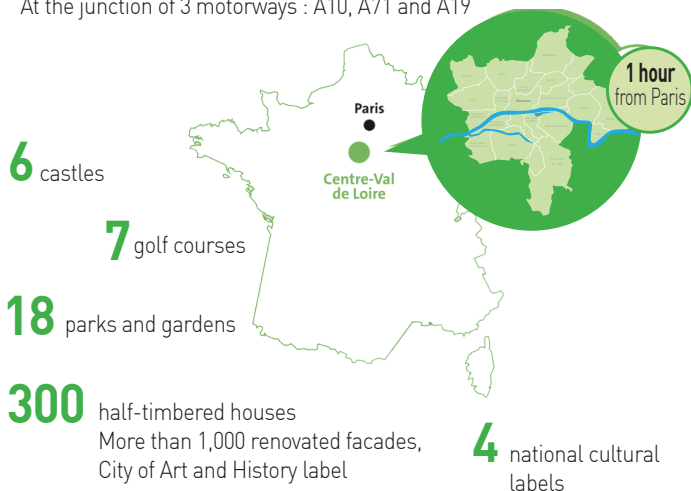 At the junction of 3 motorways : A10, A71 and A19
1 hour
from Paris
Paris
Centre-Val
de Loire
6 castles
7 golf courses
18 parks and gardens
300 half-timbered houses
More than 1,000 renovated facades,
City of Art and History label
4 national cultural
labels